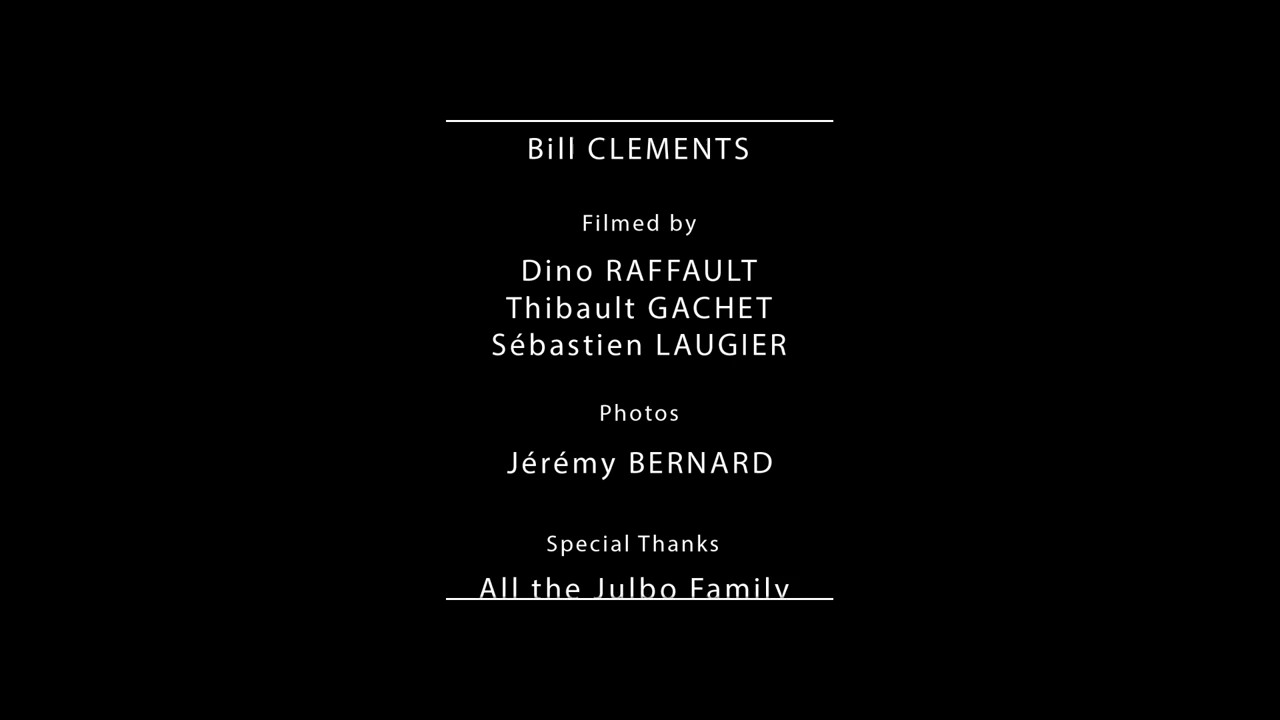 Bill CLEMENTS
Filmed by
Dino RAFFAULT
Thibault GACHET
Sébastien LAUGIER
Photos
Jérémy BERNARD
Special Thanks
All the Julbo Family